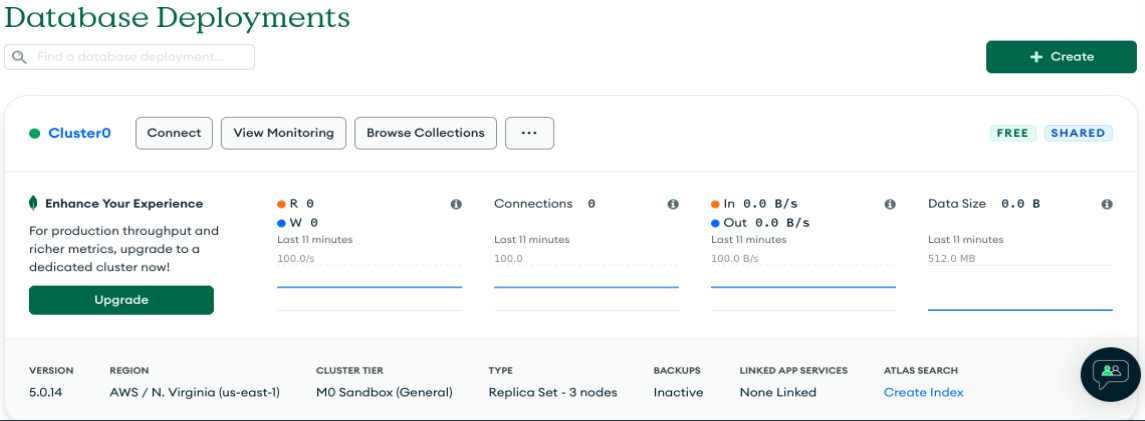 Database Deployments
Find a database deployment...
+ Create
Cluster0
Connect
View Monitoring
Browse Collections
...
FREE
SHARED
Enhance Your Experience
For production throughput and
richer metrics, upgrade to a
dedicated cluster now!
Upgrade
R 0
W 0
Last 11 minutes
100.0/s
Connections 0
Last 11 minutes
100.0
In 0.0 B/s
Out 0.0 B/s
Last 11 minutes
100.0 B/s
Data Size 0.0 B
Last 11 minutes
512.0 MB
VERSION
5.0.14
REGION
AWS / N. Virginia (us-east-1)
CLUSTER TIER
M0 Sandbox (General)
TYPE
Replica Set - 3 nodes
BACKUPS
Inactive
LINKED APP SERVICES
None Linked
ATLAS SEARCH
Create Index